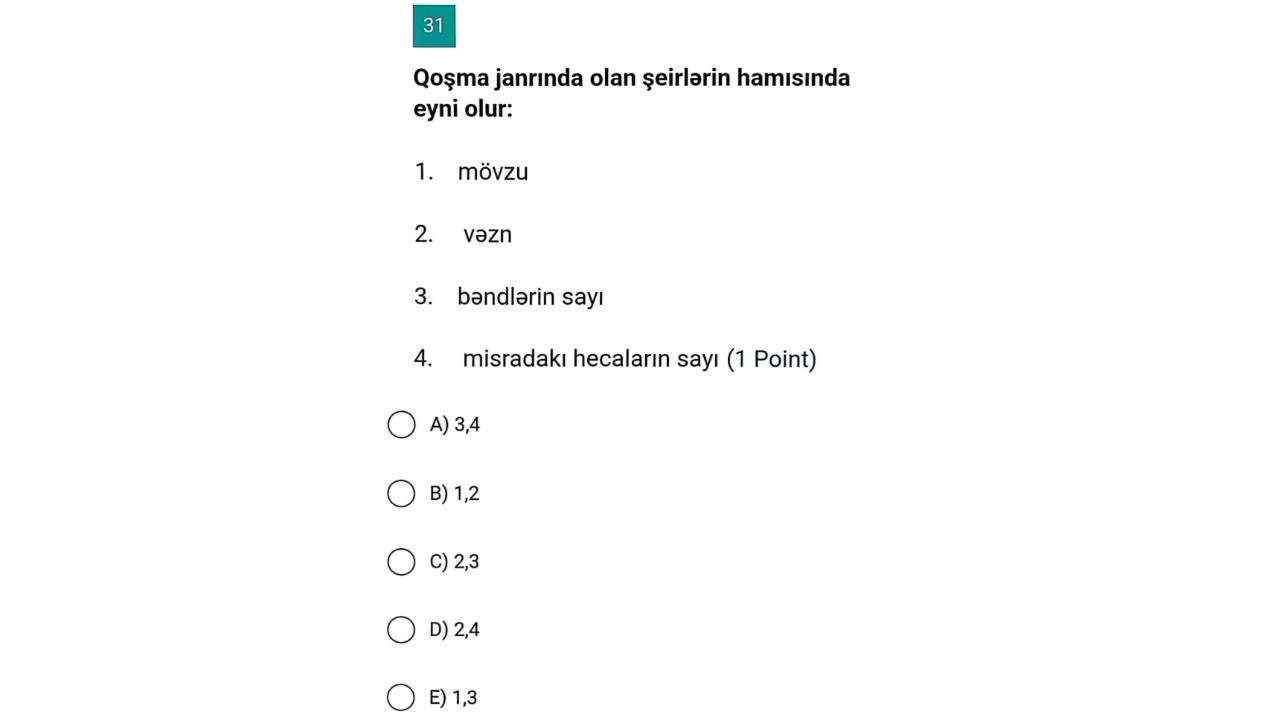 31
Qoşma janrında olan şeirlərin hamısında
eyni olur:
1. mövzu
2. vəzn
3. bəndlərin sayı
4. misradakı hecaların sayı (1 Point)
A) 3,4
B) 1,2
C) 2,3
D) 2,4
E) 1,3